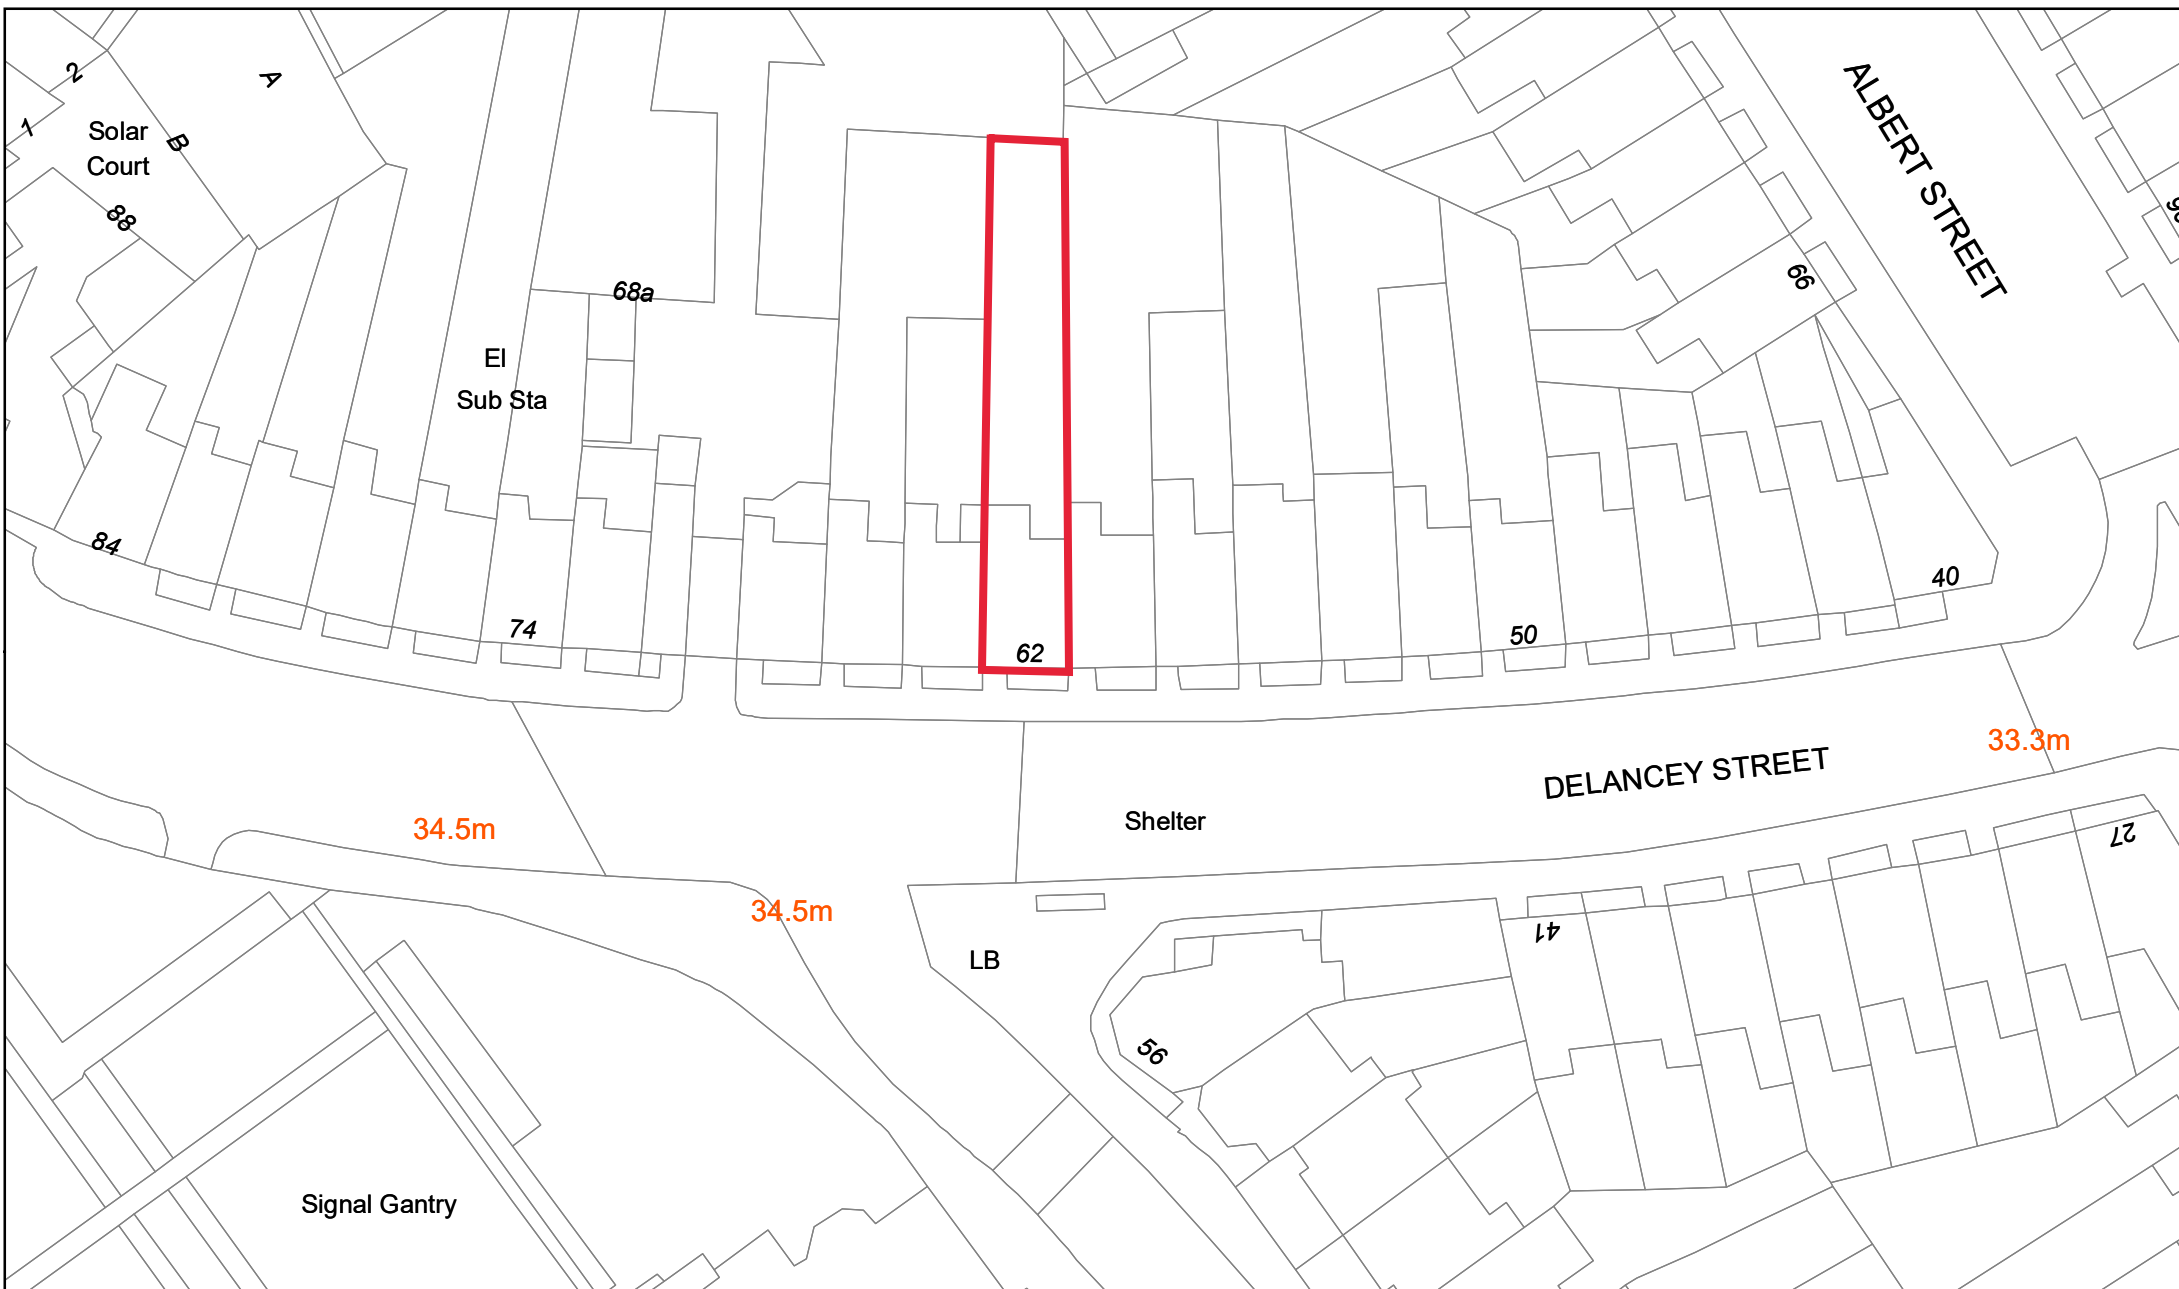 2
A
1
Solar
Court
B
88
ALBERT STREET
66
68a
El
Sub Sta
84
74
62
50
40
33.3m
DELANCEY STREET
34.5m
Shelter
27
34.5m
41
LB
56
Signal Gantry